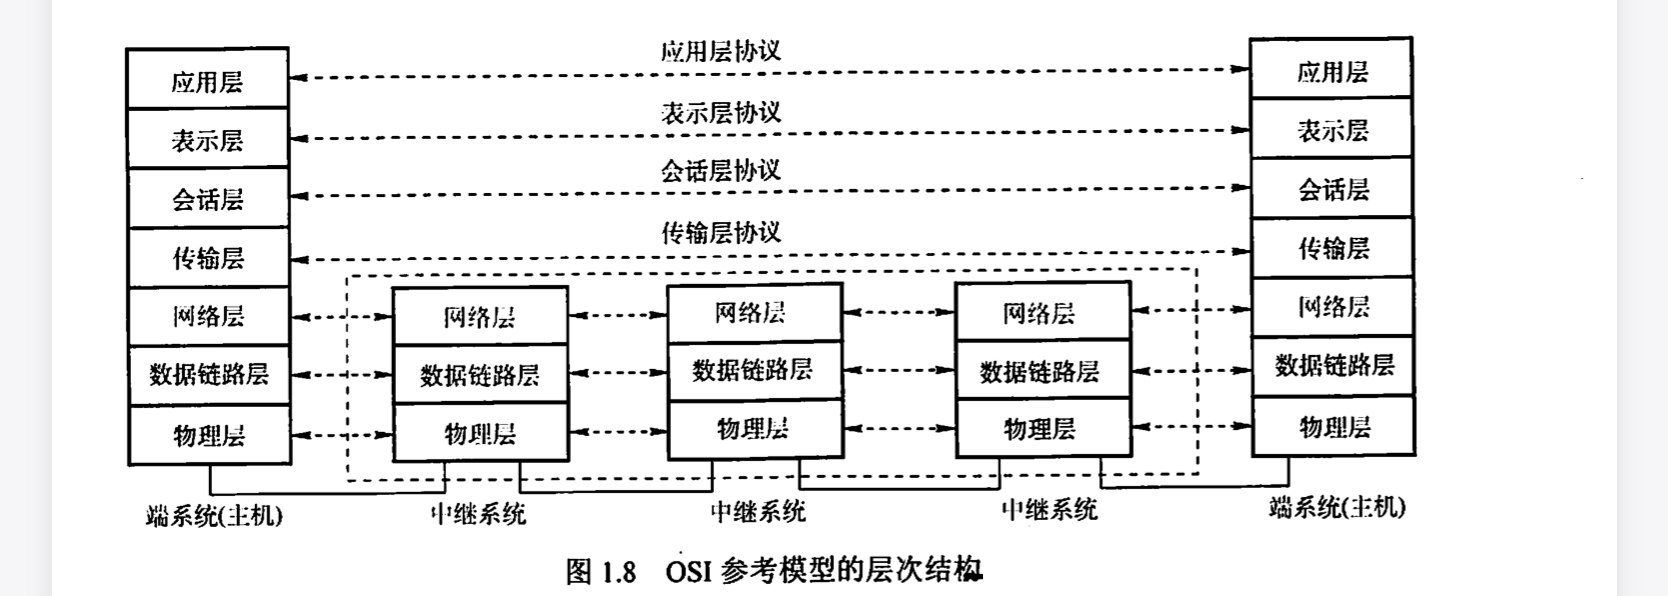 应用层协议
应用层 应用层
表示层协议
表示层 表示层
会话层协议
会话层 会话层
传输层协议
传输层 传输层
网络层 网络层 网络层 网络层 网络层
数据链路层 数据链路层 数据链路层 数据链路层 数据链路层
物理层 物理层 物理层 物理层 物理层
端系统(主机) 中继系统 中继系统 中继系统 端系统(主机)
图 1.8 OSI 参考模型的层次结构